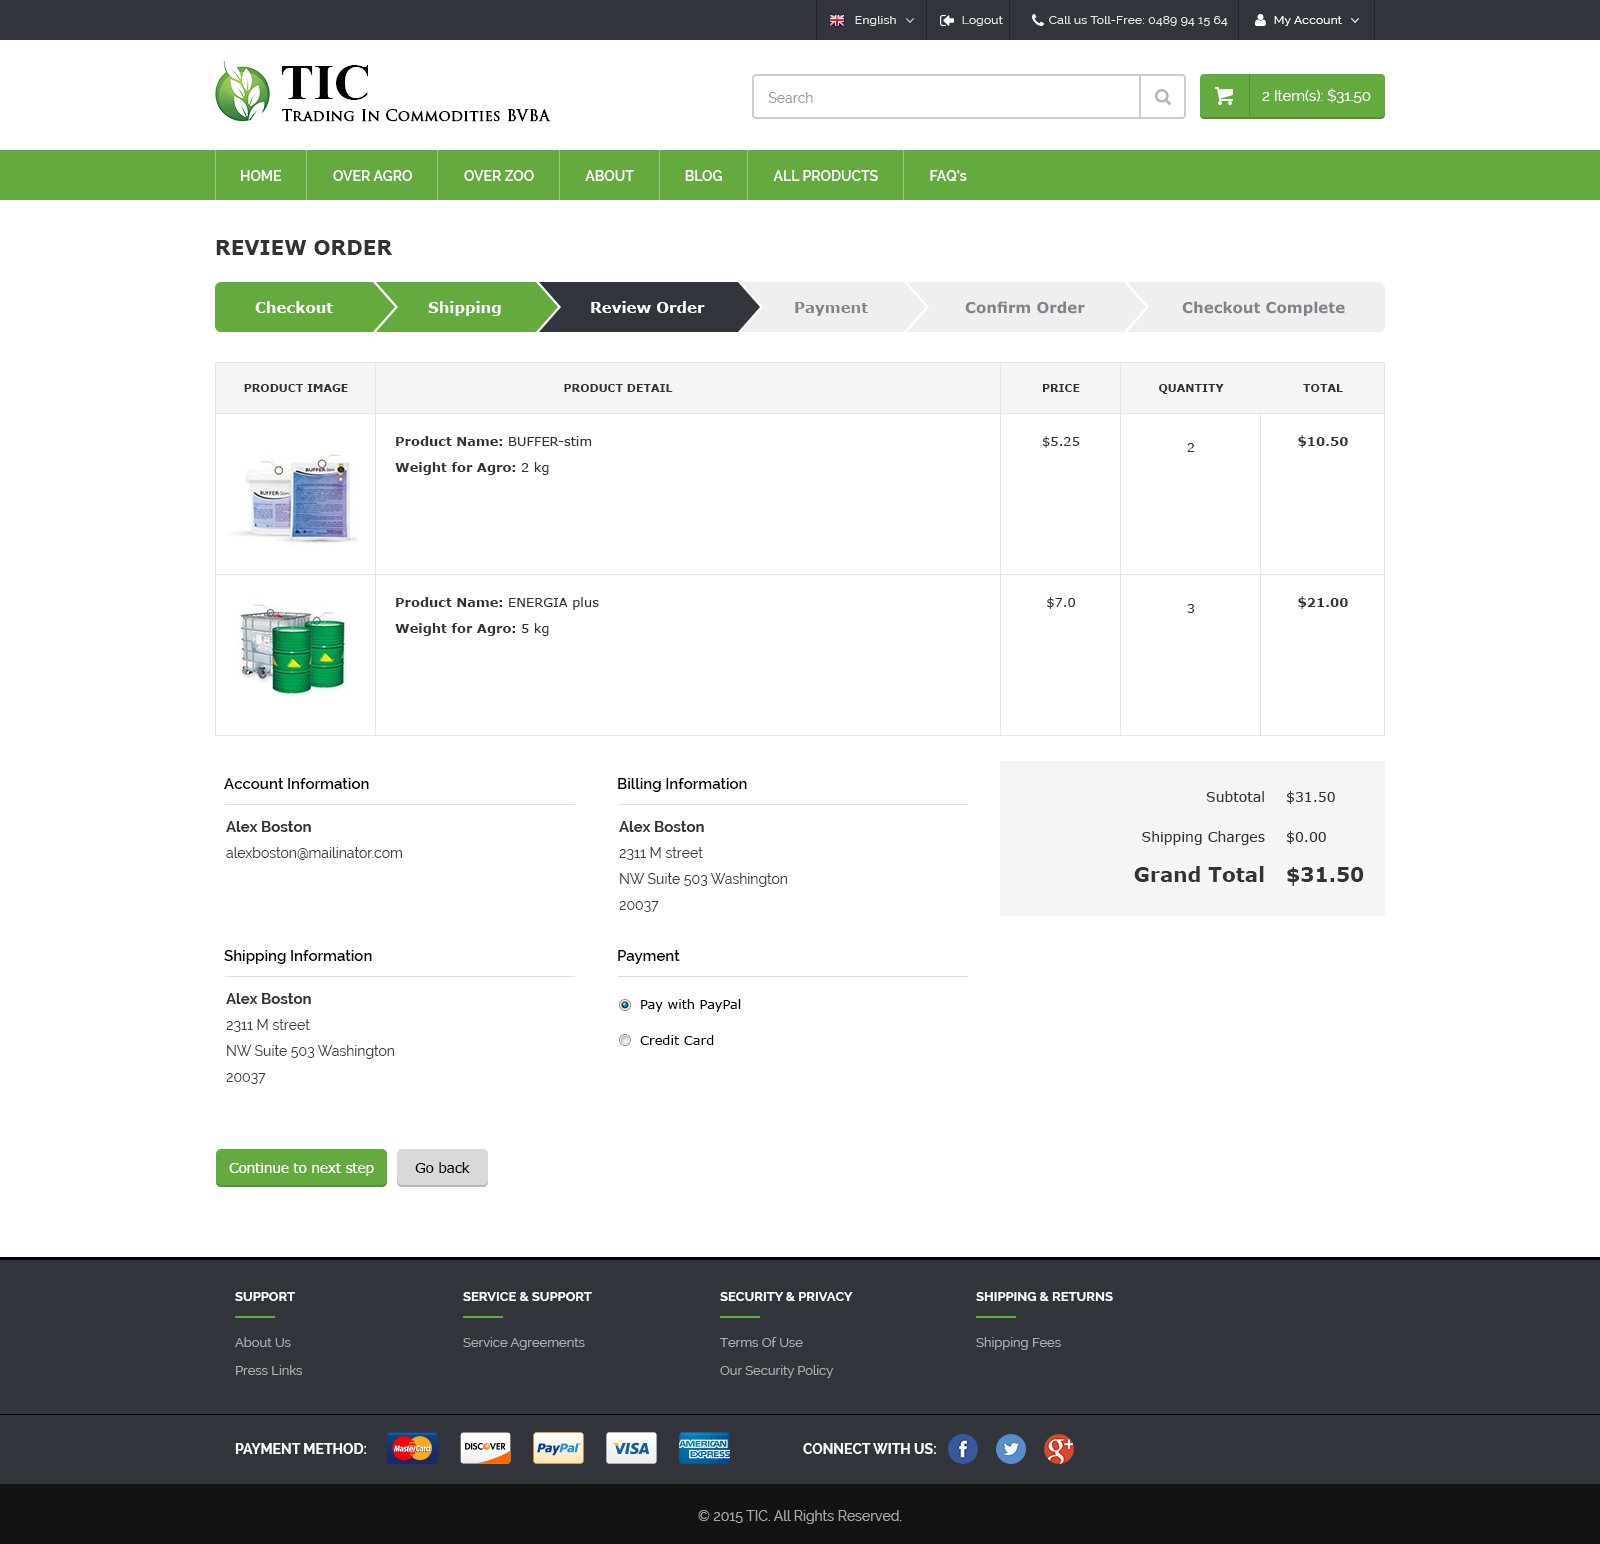 English
Logout
Call us Toll-Free: 0489 94 15 64
My Account
TIC
Trading In Commodities BVBA
Search
2 Item(s): $31.50
HOME
OVER AGRO
OVER ZOO
ABOUT
BLOG
ALL PRODUCTS
FAQ's
REVIEW ORDER
Checkout
Shipping
Review Order
Payment
Confirm Order
Checkout Complete
PRODUCT IMAGE
PRODUCT DETAIL
PRICE
QUANTITY
TOTAL
BUFFER-Stim
BUFFER-Stim
Product Name: BUFFER-stim
Weight for Agro: 2 kg
$5.25
2
$10.50
Product Name: ENERGIA plus
Weight for Agro: 5 kg
$7.0
3
$21.00
Account Information
Alex Boston
alexboston@mailinator.com
Billing Information
Alex Boston
2311 M street
NW Suite 503 Washington
20037
Subtotal $31.50
Shipping Charges $0.00
Grand Total $31.50
Shipping Information
Alex Boston
2311 M street
NW Suite 503 Washington
20037
Payment
Pay with PayPal
Credit Card
Continue to next step
Go back
SUPPORT
About Us
Press Links
SERVICE & SUPPORT
Service Agreements
SECURITY & PRIVACY
Terms Of Use
Our Security Policy
SHIPPING & RETURNS
Shipping Fees
PAYMENT METHOD:
MasterCard
DISCOVER
PayPal
VISA
AMERICAN
EXPRESS
CONNECT WITH US:
f
g+
© 2015 TIC. All Rights Reserved.